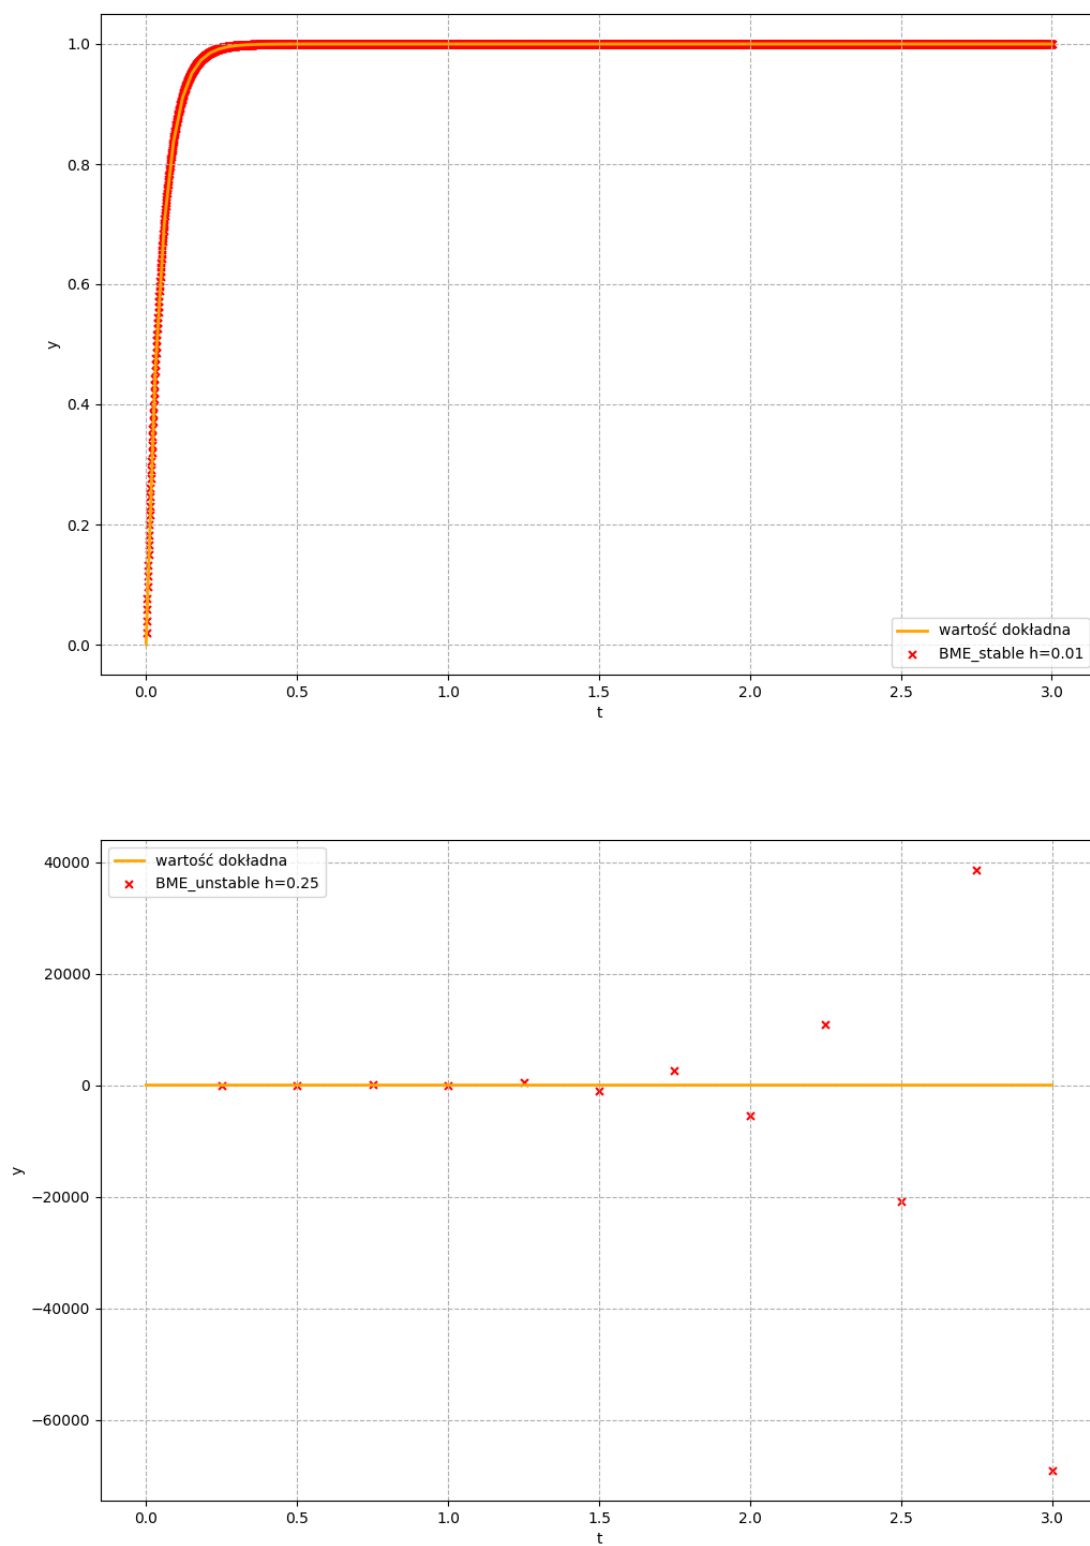 1.0
0.8
0.6
y
0.4
0.2
0.0
wartość dokładna
BME_stable h=0.01
0.0 0.5 1.0 1.5 2.0 2.5 3.0
t
wartość dokładna
BME_unstable h=0.25
40000
20000
0
y
−20000
−40000
−60000
0.0 0.5 1.0 1.5 2.0 2.5 3.0
t